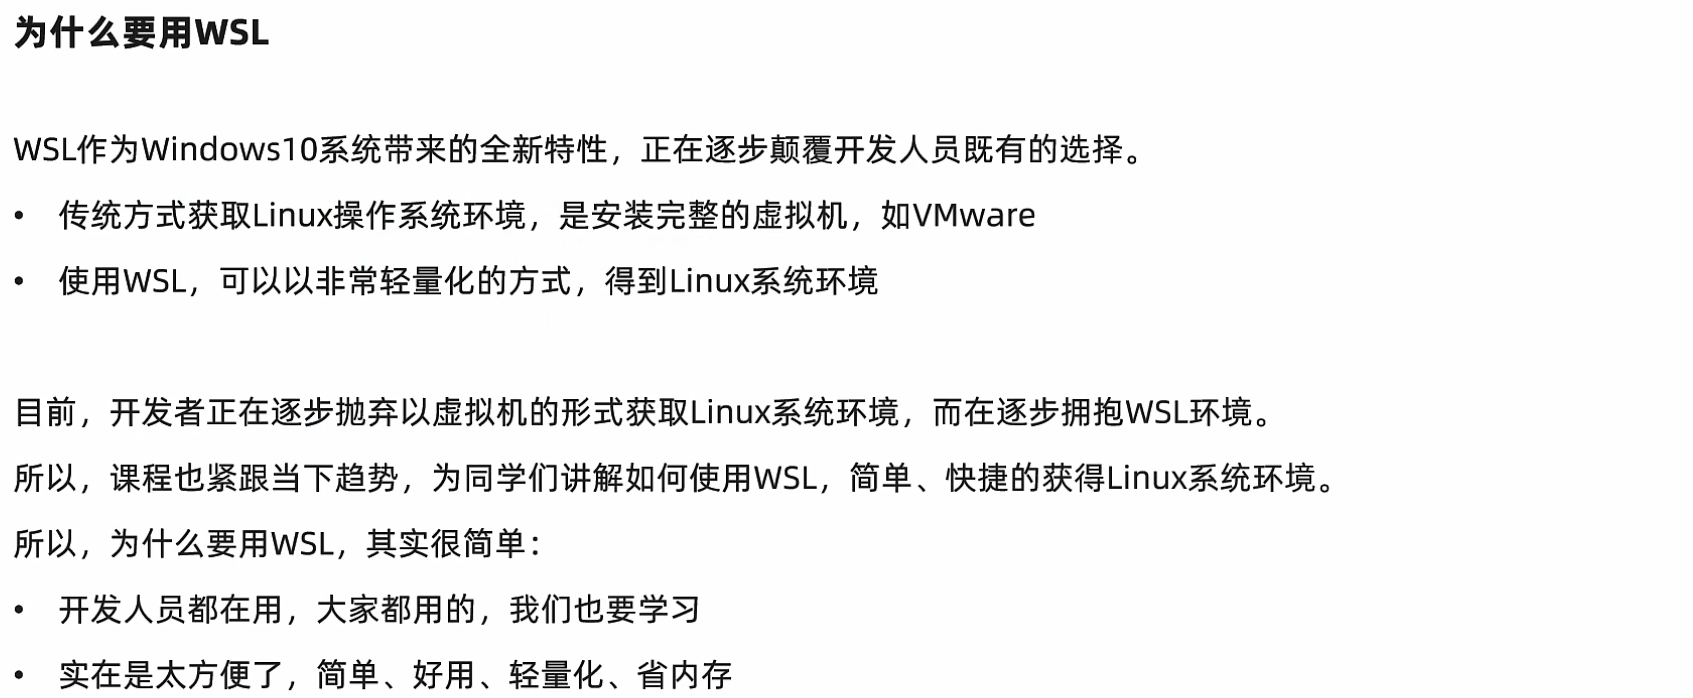 为什么要用WSL
WSL作为Windows10系统带来的全新特性，正在逐步颠覆开发人员既有的选择。
• 传统方式获取Linux操作系统环境，是安装完整的虚拟机，如VMware
• 使用WSL，可以以非常轻量化的方式，得到Linux系统环境
目前，开发者正在逐步抛弃以虚拟机的形式获取Linux系统环境，而在逐步拥抱WSL环境。
所以，课程也紧跟当下趋势，为同学们讲解如何使用WSL，简单、快捷的获得Linux系统环境。
所以，为什么要用WSL，其实很简单：
• 开发人员都在用，大家都用的，我们也要学习
• 实在是太方便了，简单、好用、轻量化、省内存